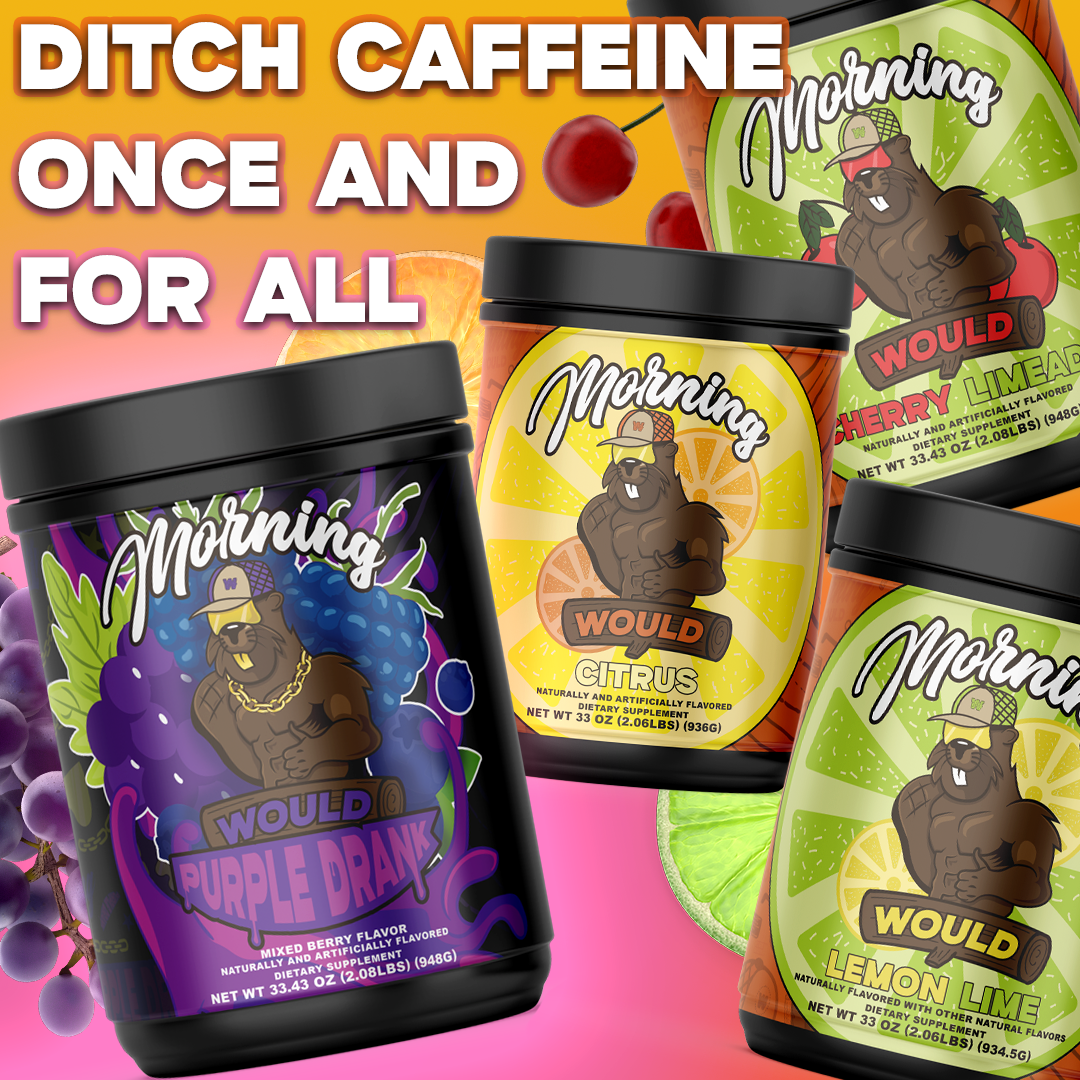 DITCH CAFFEINE
ONCE AND
FOR ALL
Morning
W
WOULD
CHERRY LIMEAD
NATURALLY AND ARTIFICIALLY FLAVORED
DIETARY SUPPLEMENT
NET WT 33.43 OZ (2.08LBS) (948G)
Morning
W
WOULD
CITRUS
NATURALLY AND ARTIFICIALLY FLAVORED
DIETARY SUPPLEMENT
NET WT 33 OZ (2.06LBS) (936G)
Morning
W
WOULD
PURPLE DRANK
MIXED BERRY FLAVOR
NATURALLY AND ARTIFICIALLY FLAVORED
DIETARY SUPPLEMENT
NET WT 33.43 OZ (2.08LBS) (948G)
Mornin
W
WOULD
LEMON LIME
NATURALLY FLAVORED WITH OTHER NATURAL FLAVORS
DIETARY SUPPLEMENT
NET WT 33 OZ (2.06LBS) (934.5G)